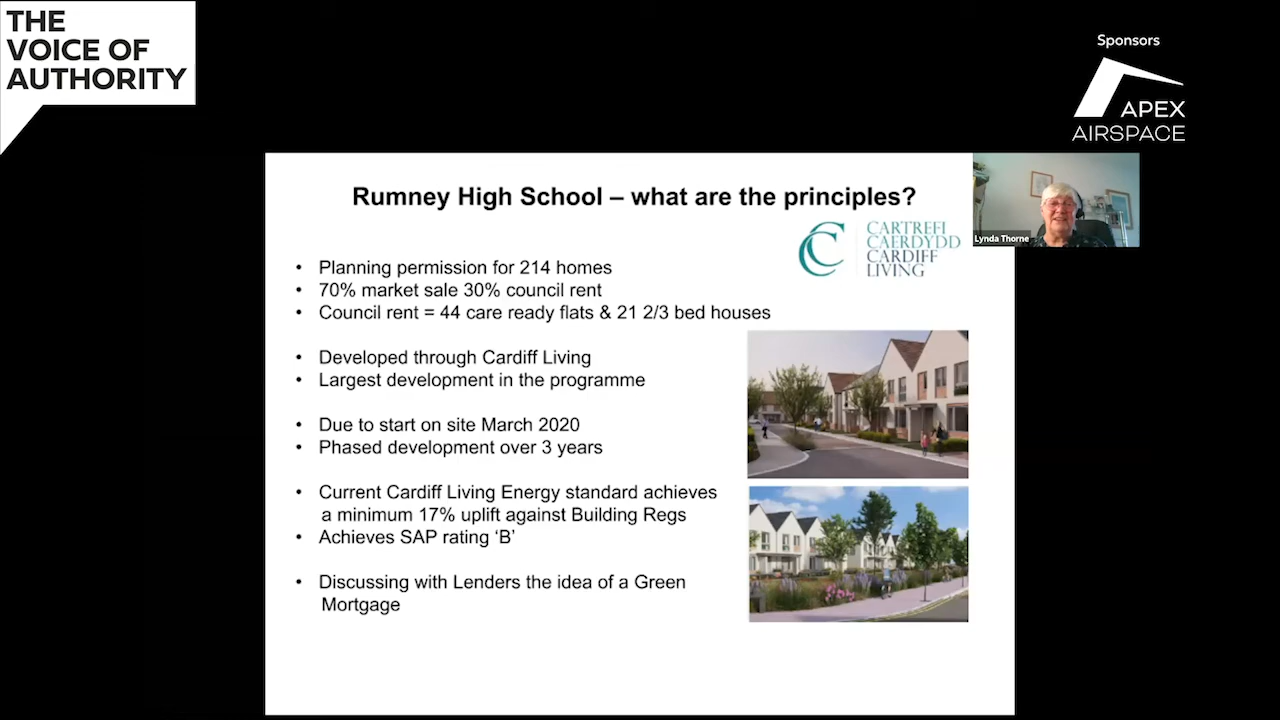 THE
VOICE OF
AUTHORITY
Sponsors
APEX
AIRSPACE
Lynda Thorne
Rumney High School – what are the principles?
CARTREFI
CAERDYDD
CARDIFF
LIVING
• Planning permission for 214 homes
• 70% market sale 30% council rent
• Council rent = 44 care ready flats & 21 2/3 bed houses
• Developed through Cardiff Living
• Largest development in the programme
• Due to start on site March 2020
• Phased development over 3 years
• Current Cardiff Living Energy standard achieves
a minimum 17% uplift against Building Regs
• Achieves SAP rating ‘B’
• Discussing with Lenders the idea of a Green
Mortgage